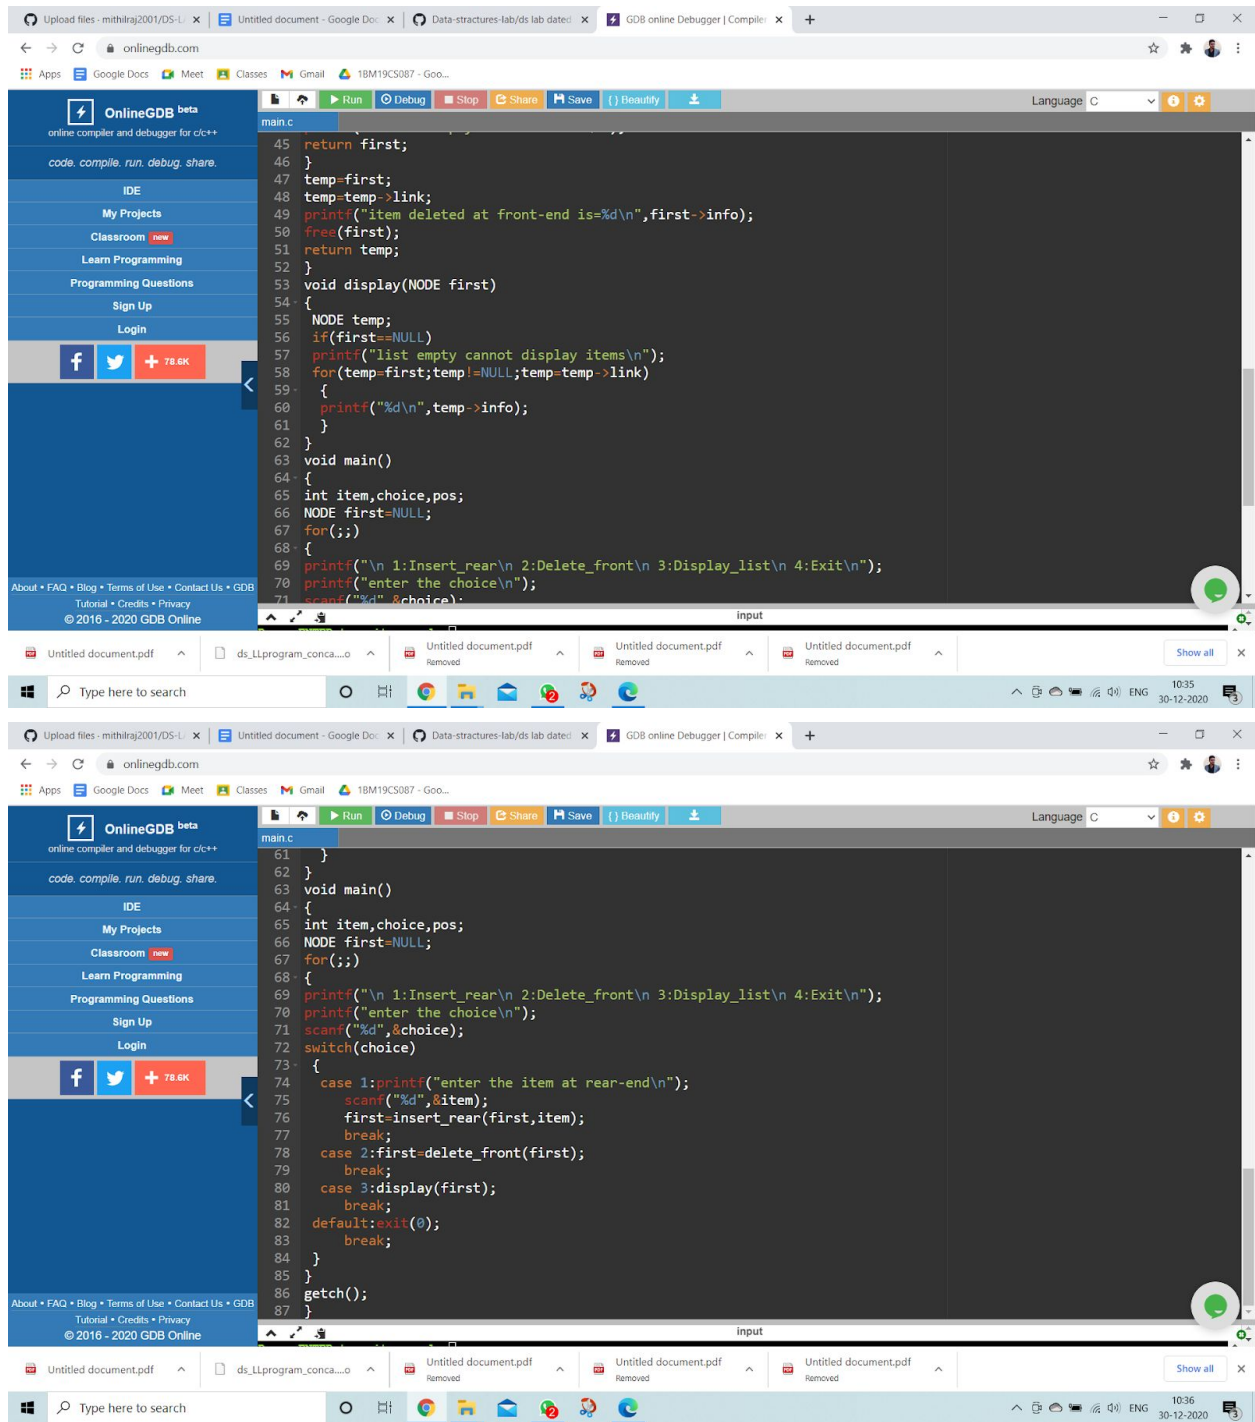 Upload files - mithilraj2001/DS-L
Untitled document - Google Doc
Data-stractures-lab/ds lab dated
GDB online Debugger | Compiler
onlinegdb.com
Apps Google Docs Meet Classes Gmail 1BM19CS087 - Goo...
OnlineGDB beta
online compiler and debugger for c/c++
code. compile. run. debug. share.
IDE
My Projects
Classroom new
Learn Programming
Programming Questions
Sign Up
Login
f + 78.6K
About • FAQ • Blog • Terms of Use • Contact Us • GDB
Tutorial • Credits • Privacy
© 2016 - 2020 GDB Online
Run Debug Stop Share Save { } Beautify
Language C
main.c
45 return first;
46 }
47 temp=first;
48 temp=temp->link;
49 printf("item deleted at front-end is=%d\n",first->info);
50 free(first);
51 return temp;
52 }
53 void display(NODE first)
54 {
55 NODE temp;
56 if(first==NULL)
57 printf("list empty cannot display items\n");
58 for(temp=first;temp!=NULL;temp=temp->link)
59 {
60 printf("%d\n",temp->info);
61 }
62 }
63 void main()
64 {
65 int item,choice,pos;
66 NODE first=NULL;
67 for(;;)
68 {
69 printf("\n 1:Insert_rear\n 2:Delete_front\n 3:Display_list\n 4:Exit\n");
70 printf("enter the choice\n");
71 scanf("%d",&choice);
input
Untitled document.pdf
ds_LLprogram_conca....o
Untitled document.pdf
Removed
Untitled document.pdf
Removed
Untitled document.pdf
Removed
Show all
Type here to search
2
ENG
10:35
30-12-2020
3
Upload files - mithilraj2001/DS-L
Untitled document - Google Doc
Data-stractures-lab/ds lab dated
GDB online Debugger | Compiler
onlinegdb.com
Apps Google Docs Meet Classes Gmail 1BM19CS087 - Goo...
OnlineGDB beta
online compiler and debugger for c/c++
code. compile. run. debug. share.
IDE
My Projects
Classroom new
Learn Programming
Programming Questions
Sign Up
Login
f + 78.6K
About • FAQ • Blog • Terms of Use • Contact Us • GDB
Tutorial • Credits • Privacy
© 2016 - 2020 GDB Online
Run Debug Stop Share Save { } Beautify
Language C
main.c
61 }
62 }
63 void main()
64 {
65 int item,choice,pos;
66 NODE first=NULL;
67 for(;;)
68 {
69 printf("\n 1:Insert_rear\n 2:Delete_front\n 3:Display_list\n 4:Exit\n");
70 printf("enter the choice\n");
71 scanf("%d",&choice);
72 switch(choice)
73 {
74 case 1:printf("enter the item at rear-end\n");
75 scanf("%d",&item);
76 first=insert_rear(first,item);
77 break;
78 case 2:first=delete_front(first);
79 break;
80 case 3:display(first);
81 break;
82 default:exit(0);
83 break;
84 }
85 }
86 getch();
87 }
input
Untitled document.pdf
ds_LLprogram_conca....o
Untitled document.pdf
Removed
Untitled document.pdf
Removed
Untitled document.pdf
Removed
Show all
Type here to search
2
ENG
10:36
30-12-2020
3